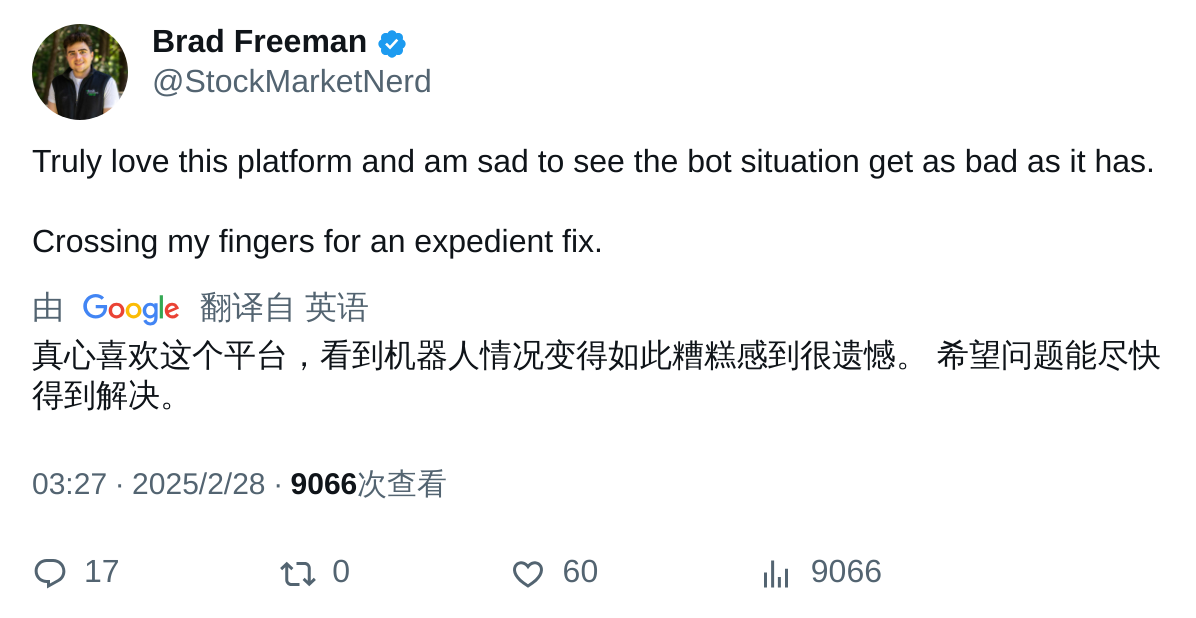 Brad Freeman
@StockMarketNerd
Truly love this platform and am sad to see the bot situation get as bad as it has.
Crossing my fingers for an expedient fix.
由 Google 翻译自 英语
真心喜欢这个平台，看到机器人情况变得如此糟糕感到很遗憾。 希望问题能尽快
得到解决。
03:27 · 2025/2/28 · 9066次查看
17 0 60 9066